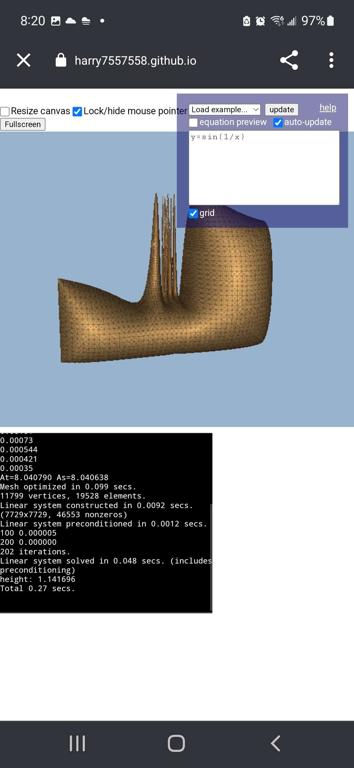 8:20
97%
harry7557558.github.io
Resize canvas Lock/hide mouse pointer
Fullscreen
Load example... update help
equation preview auto-update
y=sin(1/x)
grid
0.00073
0.000544
0.000421
0.00035
At=8.040790 As=8.040638
Mesh optimized in 0.099 secs.
11799 vertices, 19528 elements.
Linear system constructed in 0.0092 secs.
(7729x7729, 46553 nonzeros)
Linear system preconditioned in 0.0012 secs.
100 0.000005
200 0.000000
202 iterations.
Linear system solved in 0.048 secs. (includes
preconditioning)
height: 1.141696
Total 0.27 secs.